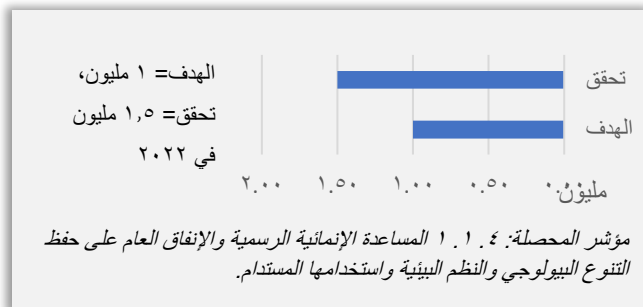 الهدف= ١ مليون،
تحقق= ١,٥ مليون
في ٢٠٢٢
تحقق
الهدف
٠.٠٠ ٠.٥٠ ١.٠٠ ١.٥٠ ٢.٠٠
مليون
مؤشر المحصلة: ٤. ١. ١ المساعدة الإنمائية الرسمية والإنفاق العام على حفظ
التنوع البيولوجي والنظم البيئية واستخدامها المستدام.